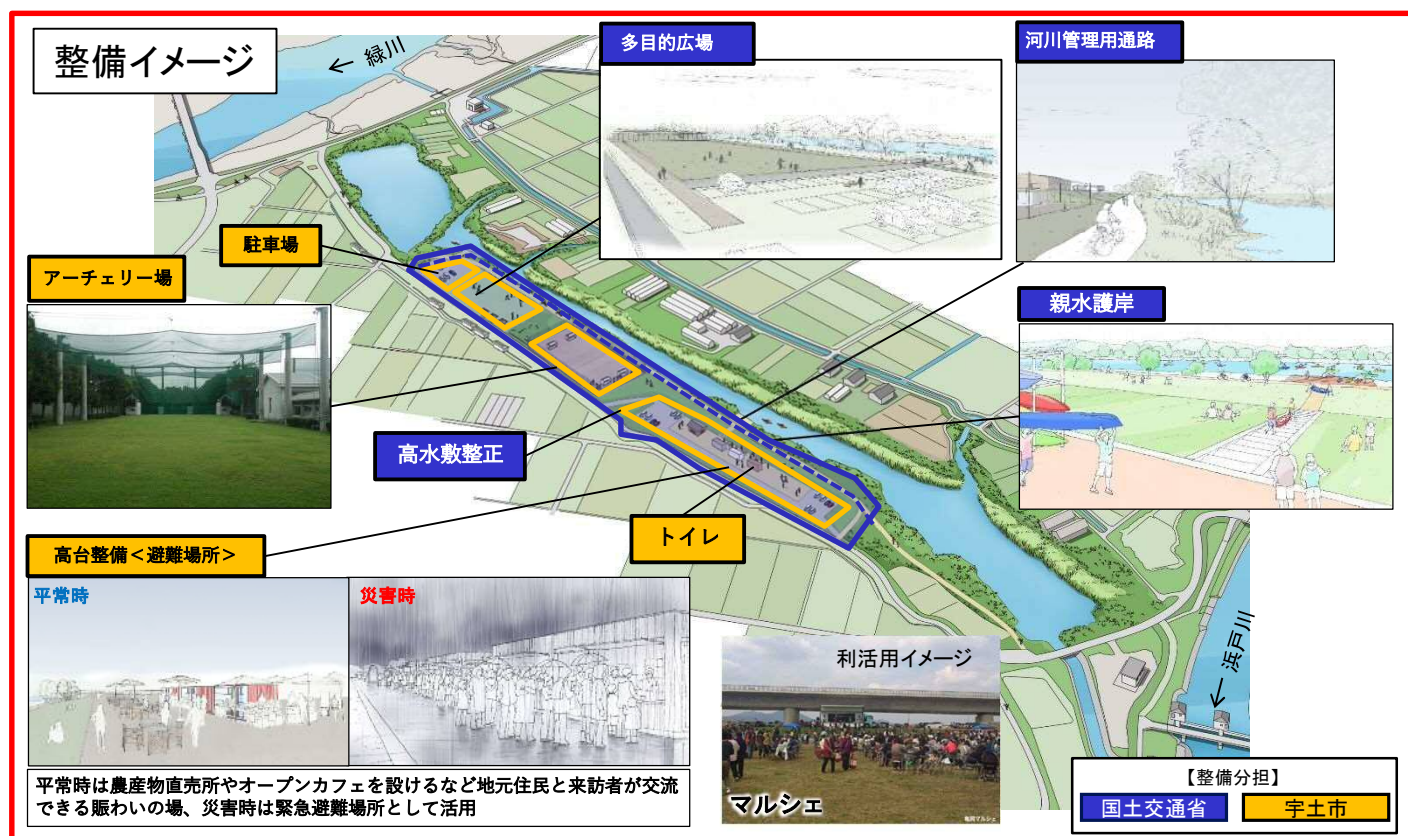 整備イメージ
← 緑川
多目的広場
河川管理用通路
駐車場
アーチェリー場
親水護岸
高水敷整正
トイレ
高台整備＜避難場所＞
平常時
災害時
平常時は農産物直売所やオープンカフェを設けるなど地元住民と来訪者が交流
できる賑わいの場、災害時は緊急避難場所として活用
利活用イメージ
マルシェ
← 浜戸川
【整備分担】
国土交通省
宇土市